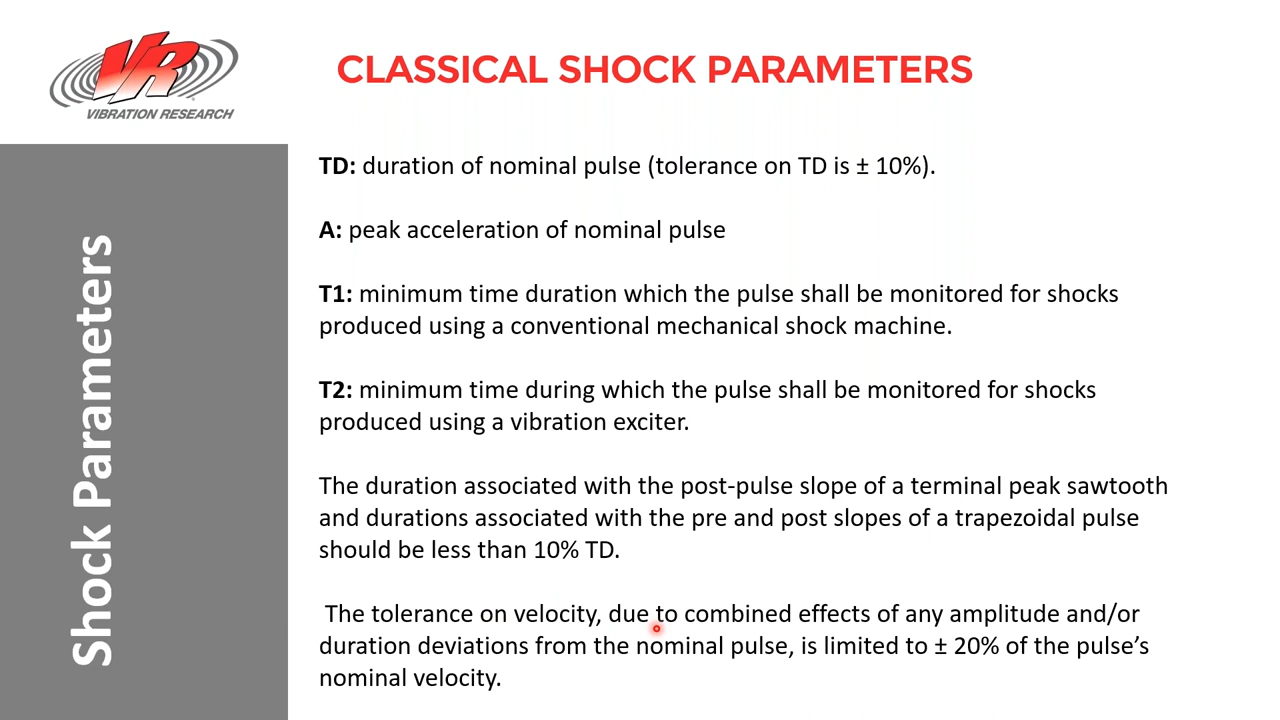 VR
VIBRATION RESEARCH
CLASSICAL SHOCK PARAMETERS
Shock Parameters
TD: duration of nominal pulse (tolerance on TD is ± 10%).
A: peak acceleration of nominal pulse
T1: minimum time duration which the pulse shall be monitored for shocks
produced using a conventional mechanical shock machine.
T2: minimum time during which the pulse shall be monitored for shocks
produced using a vibration exciter.
The duration associated with the post-pulse slope of a terminal peak sawtooth
and durations associated with the pre and post slopes of a trapezoidal pulse
should be less than 10% TD.
The tolerance on velocity, due to combined effects of any amplitude and/or
duration deviations from the nominal pulse, is limited to ± 20% of the pulse’s
nominal velocity.